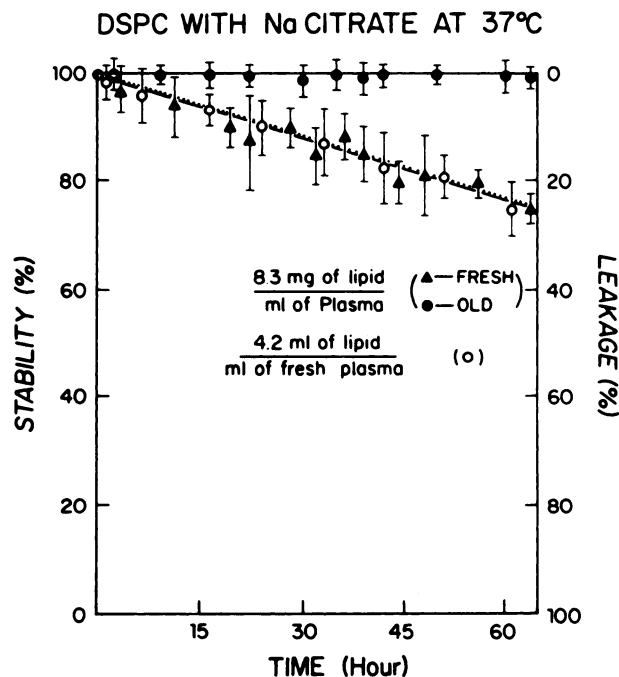 DSPC WITH Na CITRATE AT 37°C
100
80
60
40
20
0
STABILITY (%)
0
20
40
60
80
100
LEAKAGE (%)
8.3 mg of lipid
ml of Plasma
(▲—FRESH
●—OLD)
4.2 ml of lipid
ml of fresh plasma
(o)
15
30
45
60
TIME (Hour)